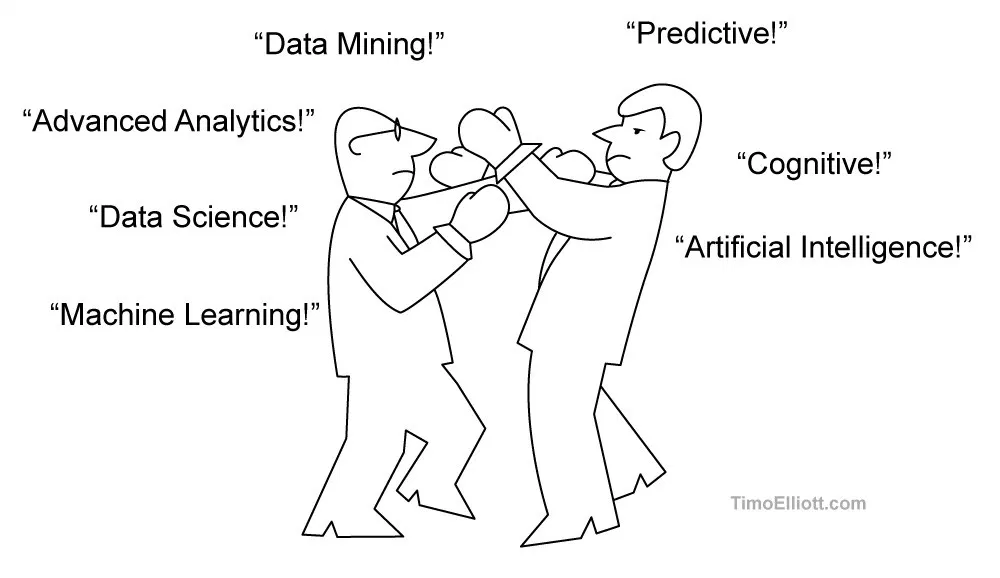 “Data Mining!”
“Predictive!”
“Advanced Analytics!”
“Cognitive!”
“Data Science!”
“Artificial Intelligence!”
“Machine Learning!”
TimoElliott.com